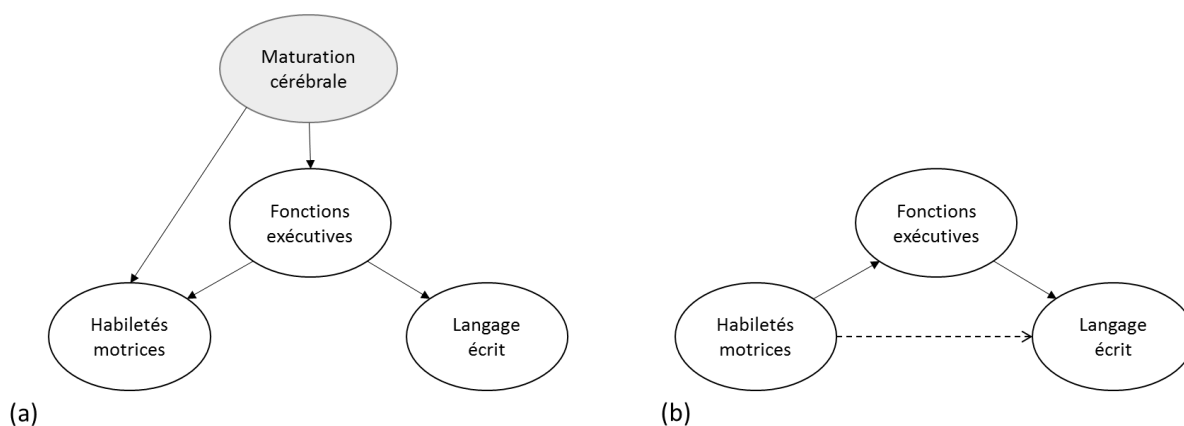 Maturation
cérébrale
Fonctions
exécutives
Habiletés
motrices
Langage
écrit
(a)
Fonctions
exécutives
Habiletés
motrices
Langage
écrit
(b)